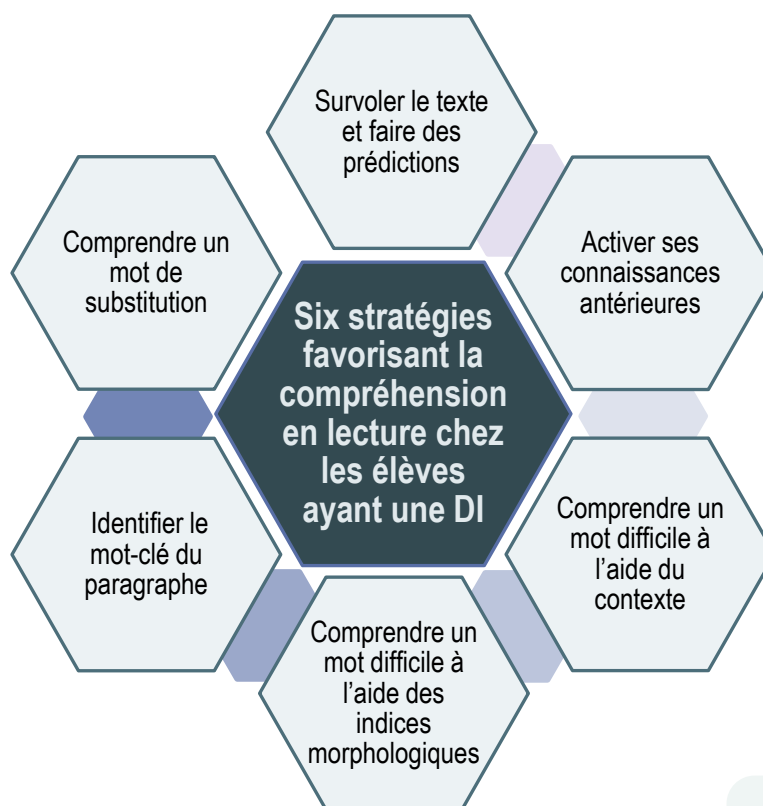 Survoler le texte
et faire des
prédictions
Activer ses
connaissances
antérieures
Comprendre un
mot difficile à
l’aide du
contexte
Comprendre un
mot difficile à
l’aide des
indices
morphologiques
Identifier le
mot-clé du
paragraphe
Comprendre un
mot de
substitution
Six stratégies
favorisant la
compréhension
en lecture chez
les élèves
ayant une DI